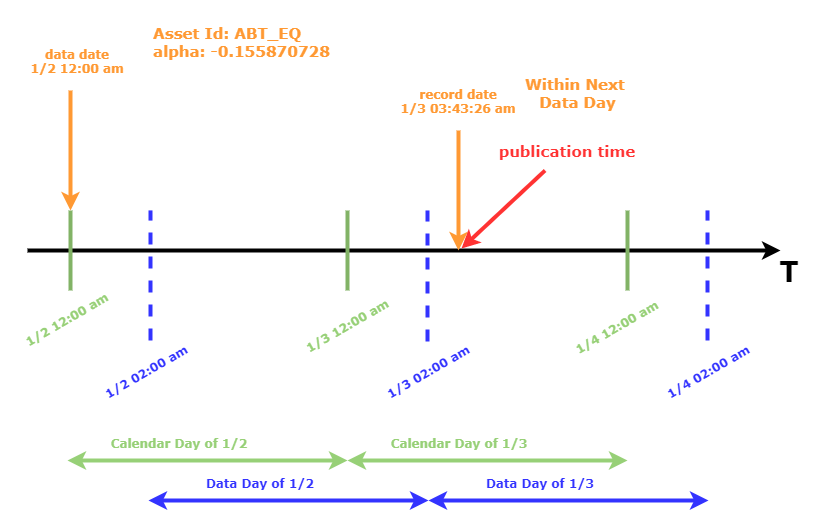 Asset Id: ABT_EQ
alpha: -0.155870728
data date
1/2 12:00 am
record date
1/3 03:43:26 am
Within Next
Data Day
publication time
T
1/2 12:00 am
1/3 12:00 am
1/4 12:00 am
1/2 02:00 am
1/3 02:00 am
1/4 02:00 am
Calendar Day of 1/2
Calendar Day of 1/3
Data Day of 1/2
Data Day of 1/3